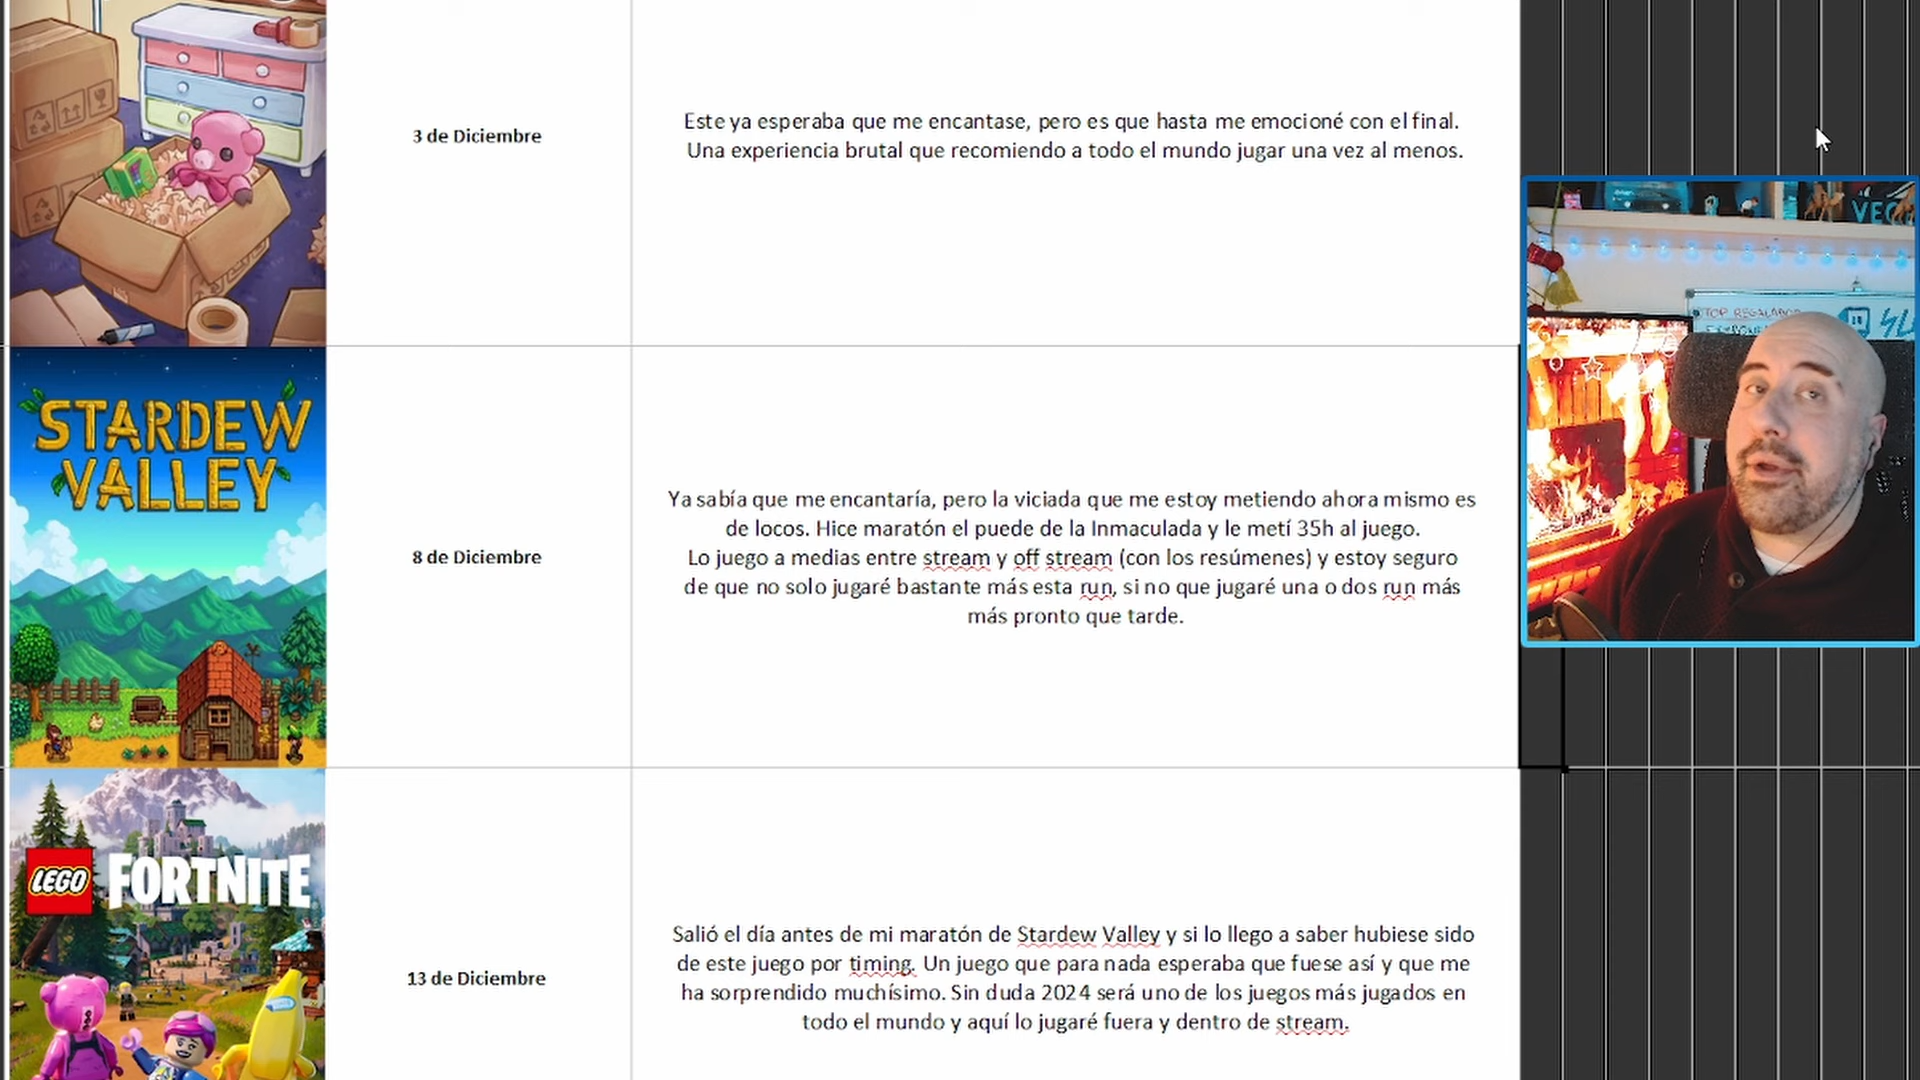 3 de Diciembre
Este ya esperaba que me encantase, pero es que hasta me emocioné con el final.
Una experiencia brutal que recomiendo a todo el mundo jugar una vez al menos.
STARDEW
VALLEY
8 de Diciembre
Ya sabía que me encantaría, pero la viciada que me estoy metiendo ahora mismo es
de locos. Hice maratón el puede de la Inmaculada y le metí 35h al juego.
Lo juego a medias entre stream y off stream (con los resúmenes) y estoy seguro
de que no solo jugaré bastante más esta run, si no que jugaré una o dos run más
más pronto que tarde.
LEGO FORTNITE
13 de Diciembre
Salió el día antes de mi maratón de Stardew Valley y si lo llego a saber hubiese sido
de este juego por timing. Un juego que para nada esperaba que fuese así y que me
ha sorprendido muchísimo. Sin duda 2024 será uno de los juegos más jugados en
todo el mundo y aquí lo jugaré fuera y dentro de stream.
TOP